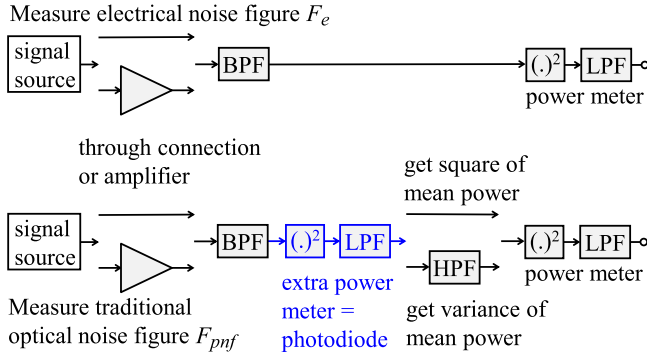 Measure electrical noise figure Fₑ
signal
source
BPF
(.)²
LPF
power meter
through connection
or amplifier
get square of
mean power
signal
source
BPF
(.)²
LPF
HPF
(.)²
LPF
power meter
extra power
meter =
photodiode
get variance of
mean power
Measure traditional
optical noise figure F_pnf